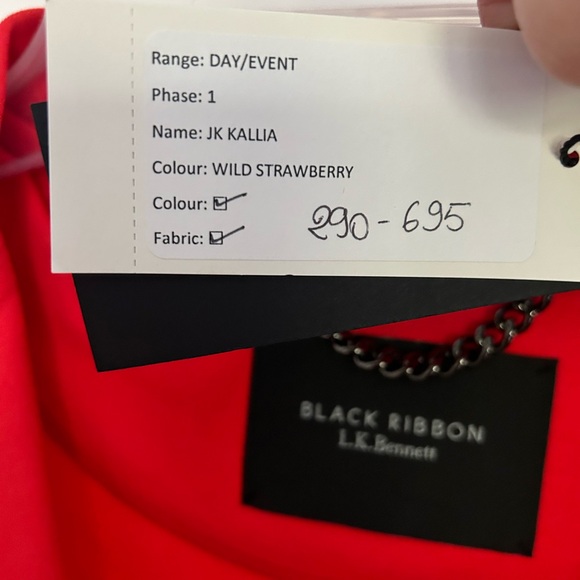 Range: DAY/EVENT
Phase: 1
Name: JK KALLIA
Colour: WILD STRAWBERRY
Colour: ☑
Fabric: ☑
290-695
BLACK RIBBON
L.K.Bennett